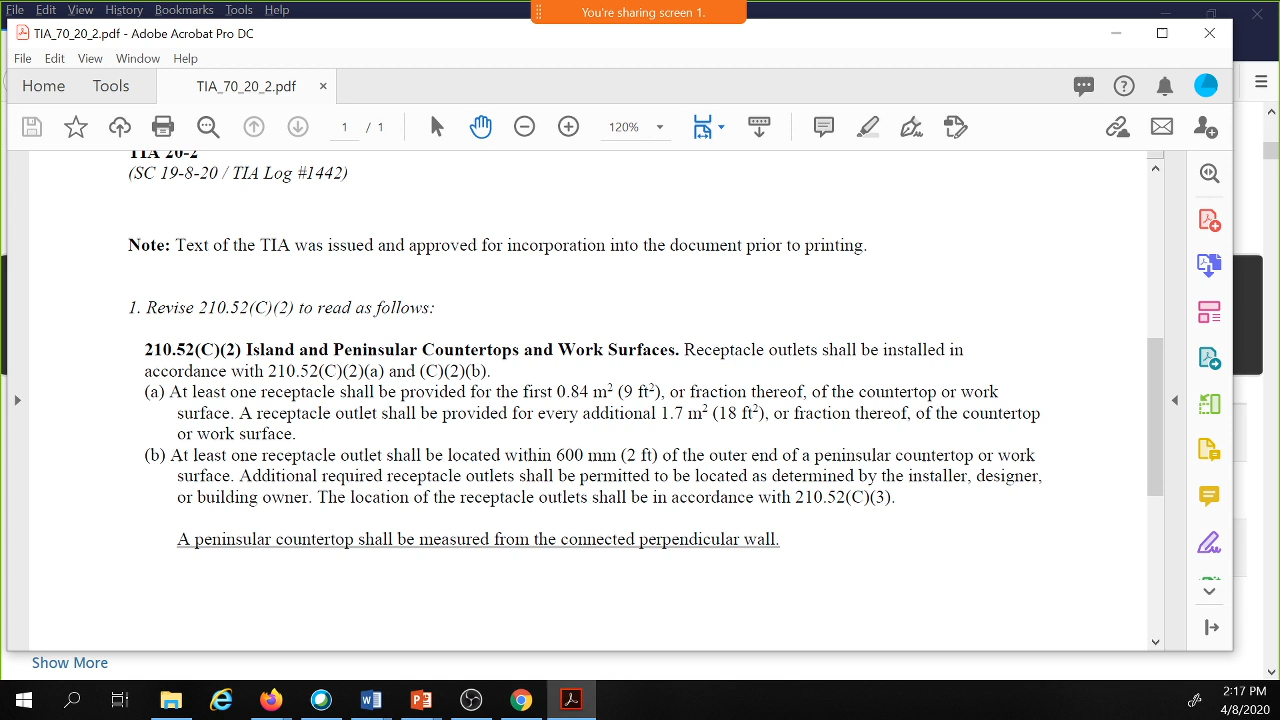 File Edit View History Bookmarks Tools Help
You're sharing screen 1.
TIA_70_20_2.pdf - Adobe Acrobat Pro DC
File Edit View Window Help
Home Tools TIA_70_20_2.pdf ×
1 / 1 120%
TIA 20-2
(SC 19-8-20 / TIA Log #1442)
Note: Text of the TIA was issued and approved for incorporation into the document prior to printing.
1. Revise 210.52(C)(2) to read as follows:
210.52(C)(2) Island and Peninsular Countertops and Work Surfaces. Receptacle outlets shall be installed in
accordance with 210.52(C)(2)(a) and (C)(2)(b).
(a) At least one receptacle shall be provided for the first 0.84 m² (9 ft²), or fraction thereof, of the countertop or work
surface. A receptacle outlet shall be provided for every additional 1.7 m² (18 ft²), or fraction thereof, of the countertop
or work surface.
(b) At least one receptacle outlet shall be located within 600 mm (2 ft) of the outer end of a peninsular countertop or work
surface. Additional required receptacle outlets shall be permitted to be located as determined by the installer, designer,
or building owner. The location of the receptacle outlets shall be in accordance with 210.52(C)(3).
A peninsular countertop shall be measured from the connected perpendicular wall.
Show More
2:17 PM
4/8/2020